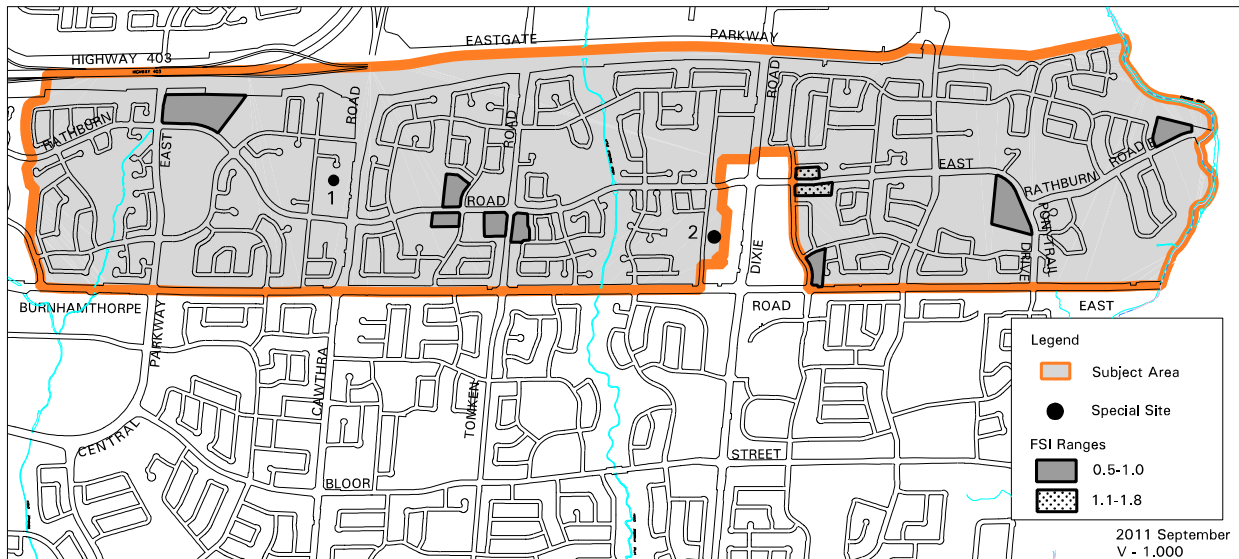 EASTGATE PARKWAY
HIGHWAY 403
HIGHWAY 403
RATHBURN
EAST
ROAD
ROAD
ROAD
ROAD
EAST
ROAD E
RATHBURN
1
2
DIXIE
PONYTRAIL
DRIVE
BURNHAMTHORPE
ROAD
EAST
PARKWAY
CAWTHRA
TOMKEN
CENTRAL
BLOOR
STREET
Legend
Subject Area
Special Site
FSI Ranges
0.5-1.0
1.1-1.8
2011 September
V - 1.000